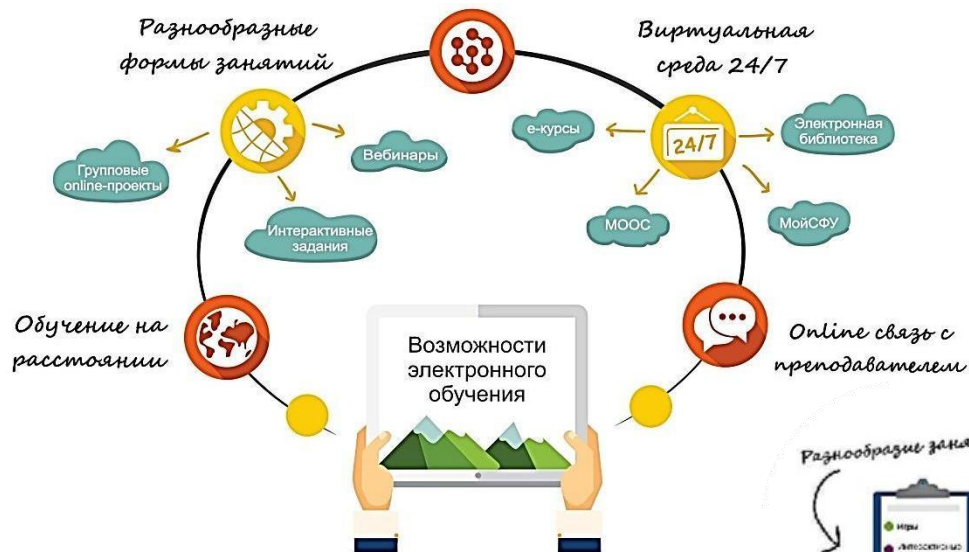 Разнообразные
формы занятий
Виртуальная
среда 24/7
Групповые
online-проекты
Вебинары
Интерактивные
задания
е-курсы
24/7
Электронная
библиотека
МООС
МойСФУ
Обучение на
расстоянии
Возможности
электронного
обучения
Online связь с
преподавателем
Разнообразие
Игры
Интерактивные